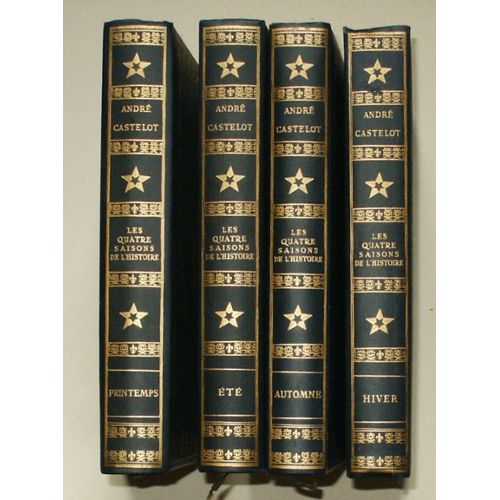 ANDRÉ
CASTELOT
LES
QUATRE
SAISONS
DE L'HISTOIRE
PRINTEMPS
ANDRÉ
CASTELOT
LES
QUATRE
SAISONS
DE L'HISTOIRE
ÉTÉ
ANDRÉ
CASTELOT
LES
QUATRE
SAISONS
DE L'HISTOIRE
AUTOMNE
ANDRÉ
CASTELOT
LES
QUATRE
SAISONS
DE L'HISTOIRE
HIVER